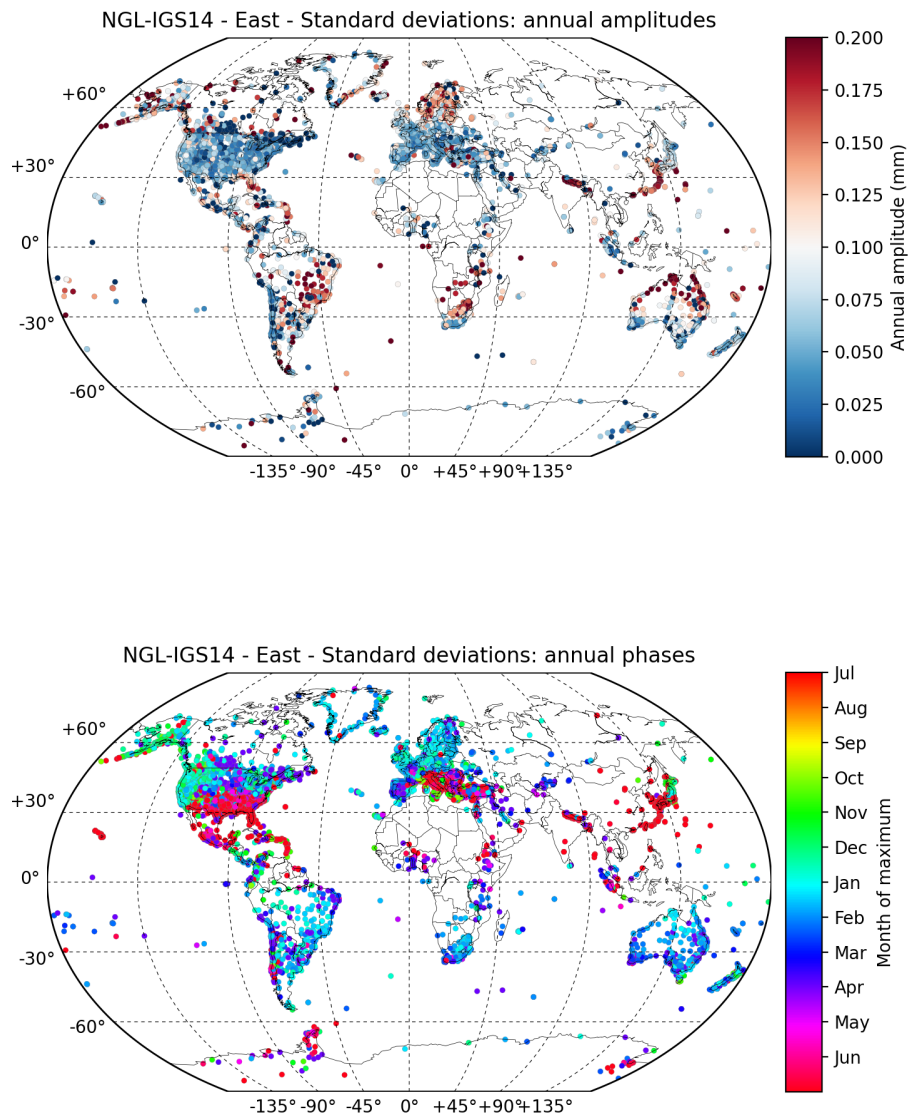 NGL-IGS14 - East - Standard deviations: annual amplitudes
+60°
+30°
0°
-30°
-60°
-135° -90° -45° 0° +45° +90° +135°
0.200
0.175
0.150
0.125
0.100
0.075
0.050
0.025
0.000
Annual amplitude (mm)
NGL-IGS14 - East - Standard deviations: annual phases
+60°
+30°
0°
-30°
-60°
-135° -90° -45° 0° +45° +90° +135°
Jul
Aug
Sep
Oct
Nov
Dec
Jan
Feb
Mar
Apr
May
Jun
Month of maximum